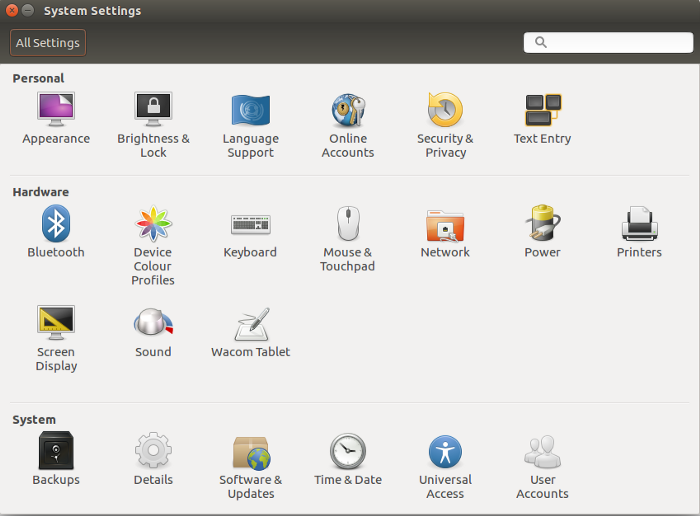 System Settings
All Settings
Personal
Appearance
Brightness &
Lock
Language
Support
Online
Accounts
Security &
Privacy
Text Entry
Hardware
Bluetooth
Device
Colour
Profiles
Keyboard
Mouse &
Touchpad
Network
Power
Printers
Screen
Display
Sound
Wacom Tablet
System
Backups
Details
Software &
Updates
Time & Date
Universal
Access
User
Accounts